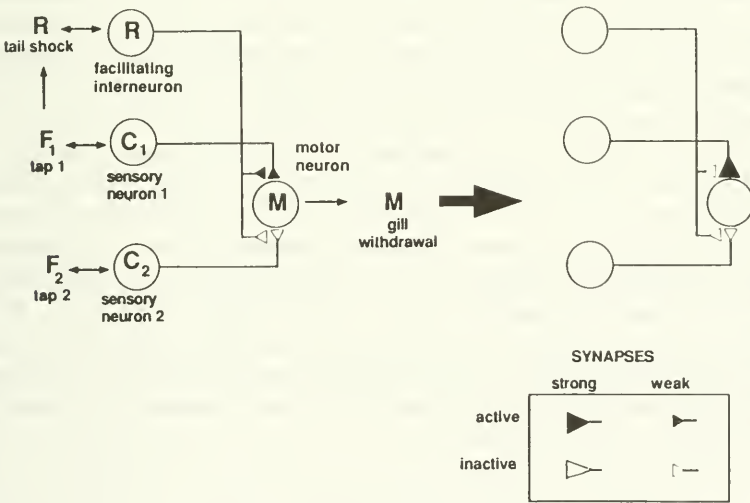 R
tail shock
R
facilitating
interneuron
F1
tap 1
C1
sensory
neuron 1
motor
neuron
M
M
gill
withdrawal
F2
tap 2
C2
sensory
neuron 2
SYNAPSES
strong weak
active
inactive